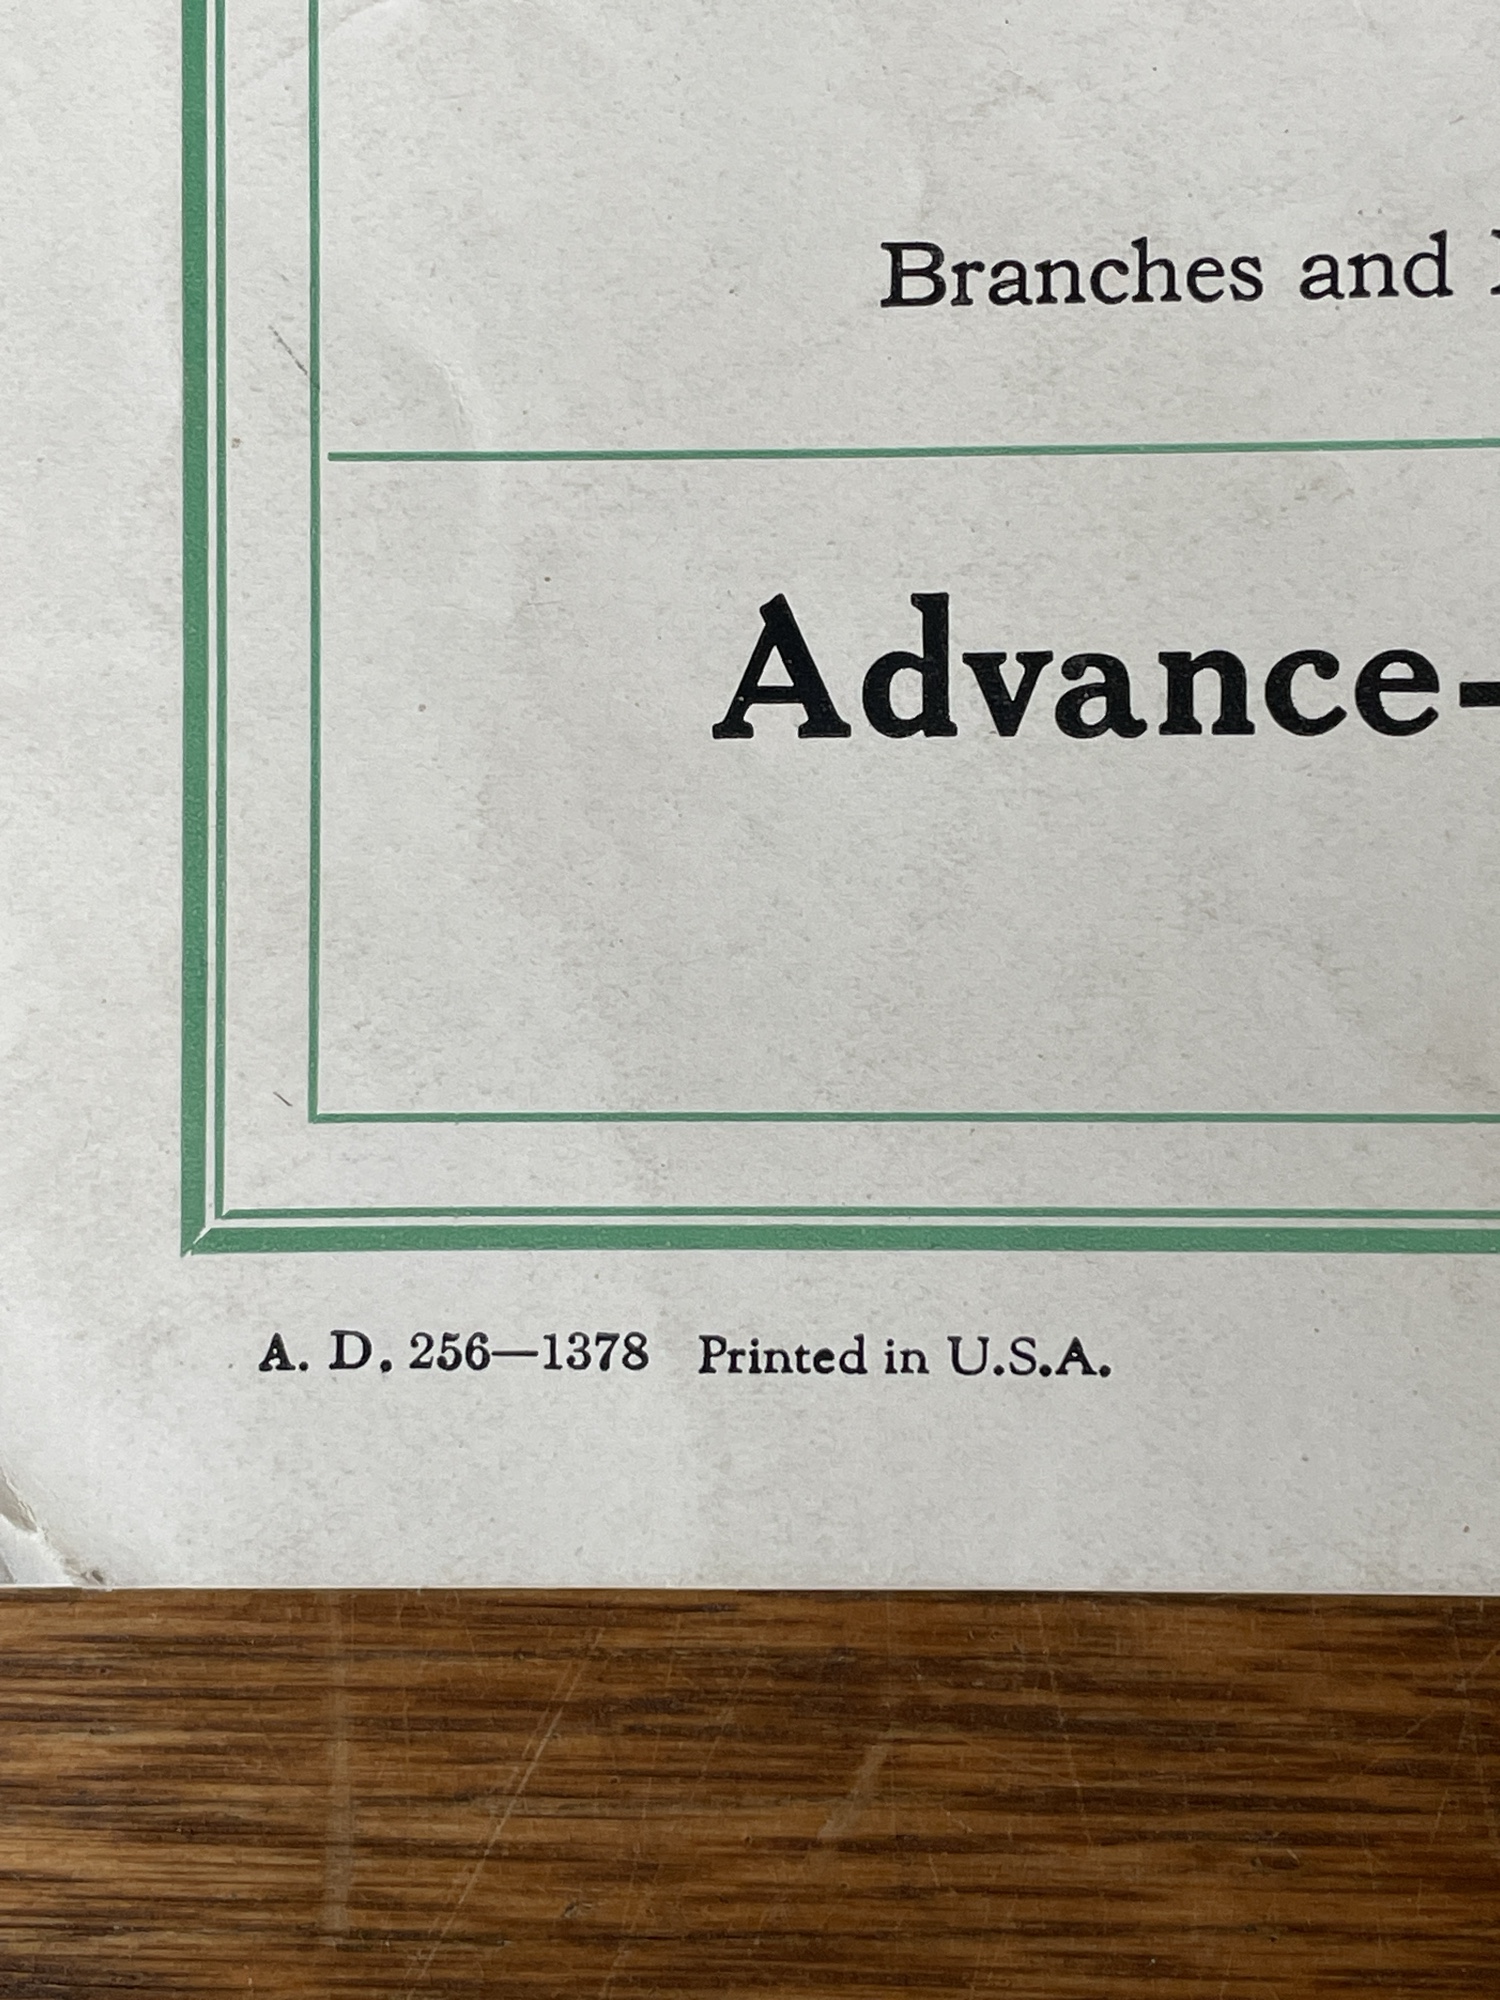 Branches and
Advance-
A. D. 256—1378 Printed in U.S.A.